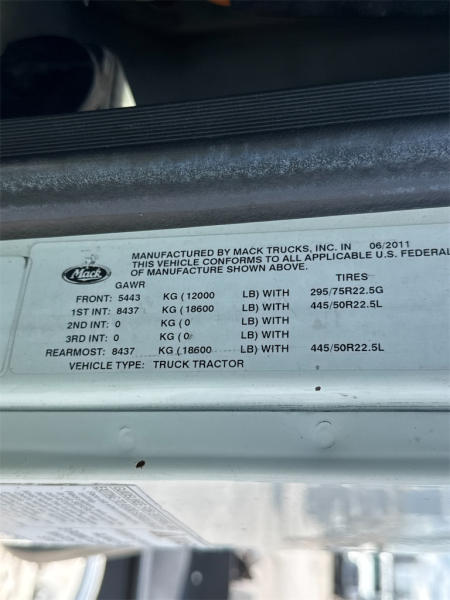 MANUFACTURED BY MACK TRUCKS, INC. IN 06/2011
THIS VEHICLE CONFORMS TO ALL APPLICABLE U.S. FEDERAL
OF MANUFACTURE SHOWN ABOVE.
Mack
GAWR TIRES
FRONT: 5443 KG ( 12000 LB) WITH 295/75R22.5G
1ST INT: 8437 KG ( 18600 LB) WITH 445/50R22.5L
2ND INT: 0 KG ( 0 LB) WITH
3RD INT: 0 KG ( 0 LB) WITH
REARMOST: 8437 KG ( 18600 LB) WITH 445/50R22.5L
VEHICLE TYPE: TRUCK TRACTOR